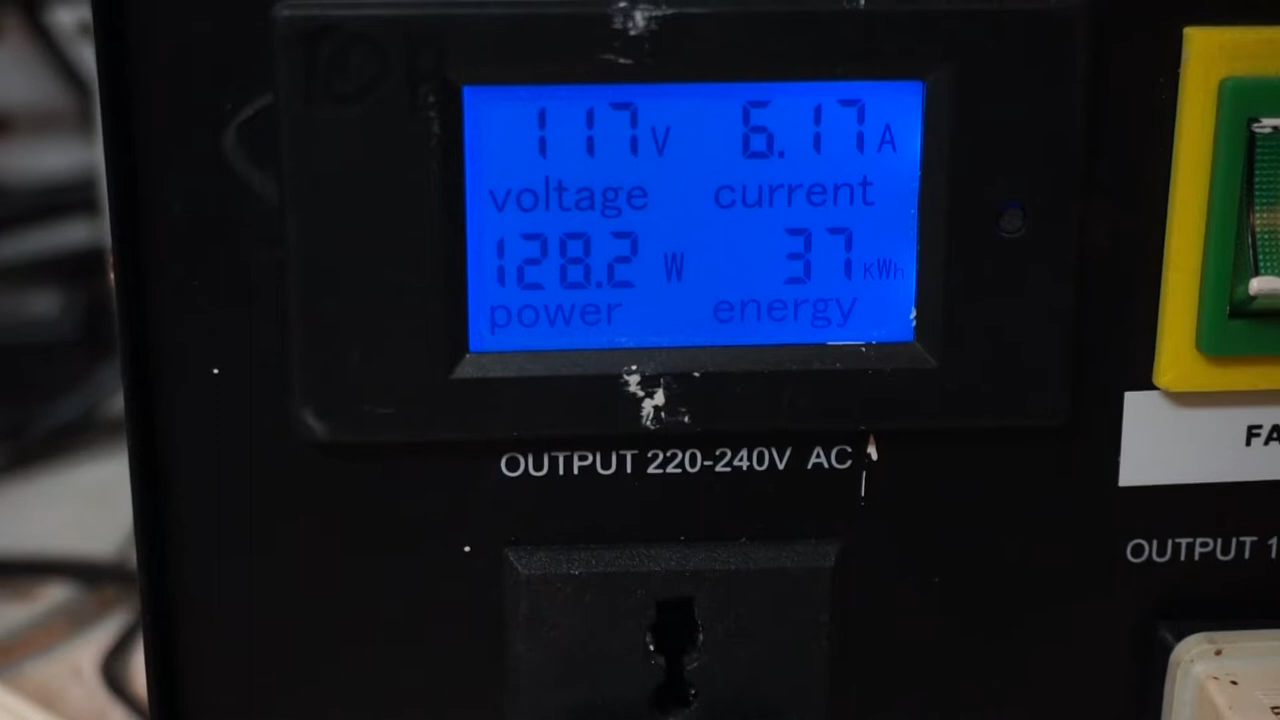 117V 6.17A
voltage current
128.2 W 37 KWh
power energy
OUTPUT 220-240V AC
FA
OUTPUT 1